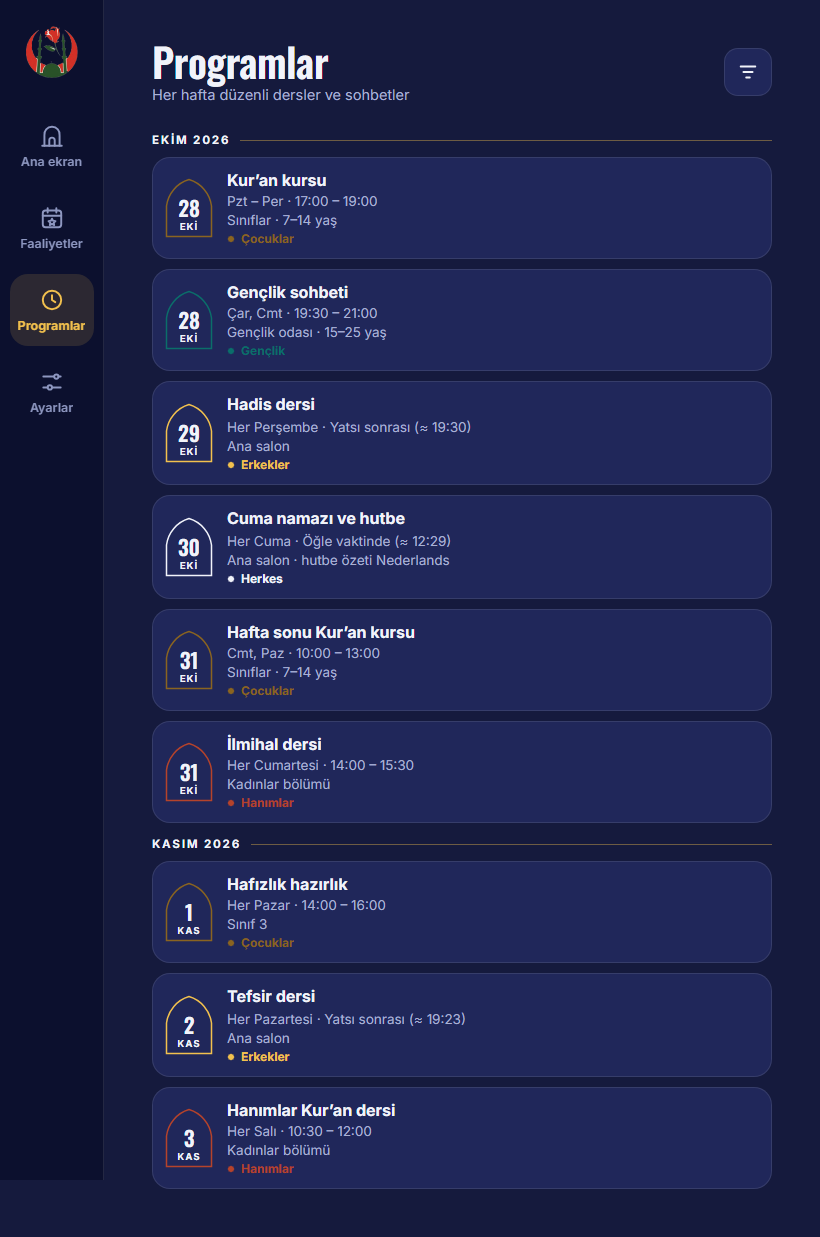 Programlar
Her hafta düzenli dersler ve sohbetler
Ana ekran
Faaliyetler
Programlar
Ayarlar
EKİM 2026
28
EKİ
Kur’an kursu
Pzt – Per · 17:00 – 19:00
Sınıflar · 7–14 yaş
Çocuklar
28
EKİ
Gençlik sohbeti
Çar, Cmt · 19:30 – 21:00
Gençlik odası · 15–25 yaş
Gençlik
29
EKİ
Hadis dersi
Her Perşembe · Yatsı sonrası (≈ 19:30)
Ana salon
Erkekler
30
EKİ
Cuma namazı ve hutbe
Her Cuma · Öğle vaktinde (≈ 12:29)
Ana salon · hutbe özeti Nederlands
Herkes
31
EKİ
Hafta sonu Kur’an kursu
Cmt, Paz · 10:00 – 13:00
Sınıflar · 7–14 yaş
Çocuklar
31
EKİ
İlmihal dersi
Her Cumartesi · 14:00 – 15:30
Kadınlar bölümü
Hanımlar
KASIM 2026
1
KAS
Hafızlık hazırlık
Her Pazar · 14:00 – 16:00
Sınıf 3
Çocuklar
2
KAS
Tefsir dersi
Her Pazartesi · Yatsı sonrası (≈ 19:23)
Ana salon
Erkekler
3
KAS
Hanımlar Kur’an dersi
Her Salı · 10:30 – 12:00
Kadınlar bölümü
Hanımlar